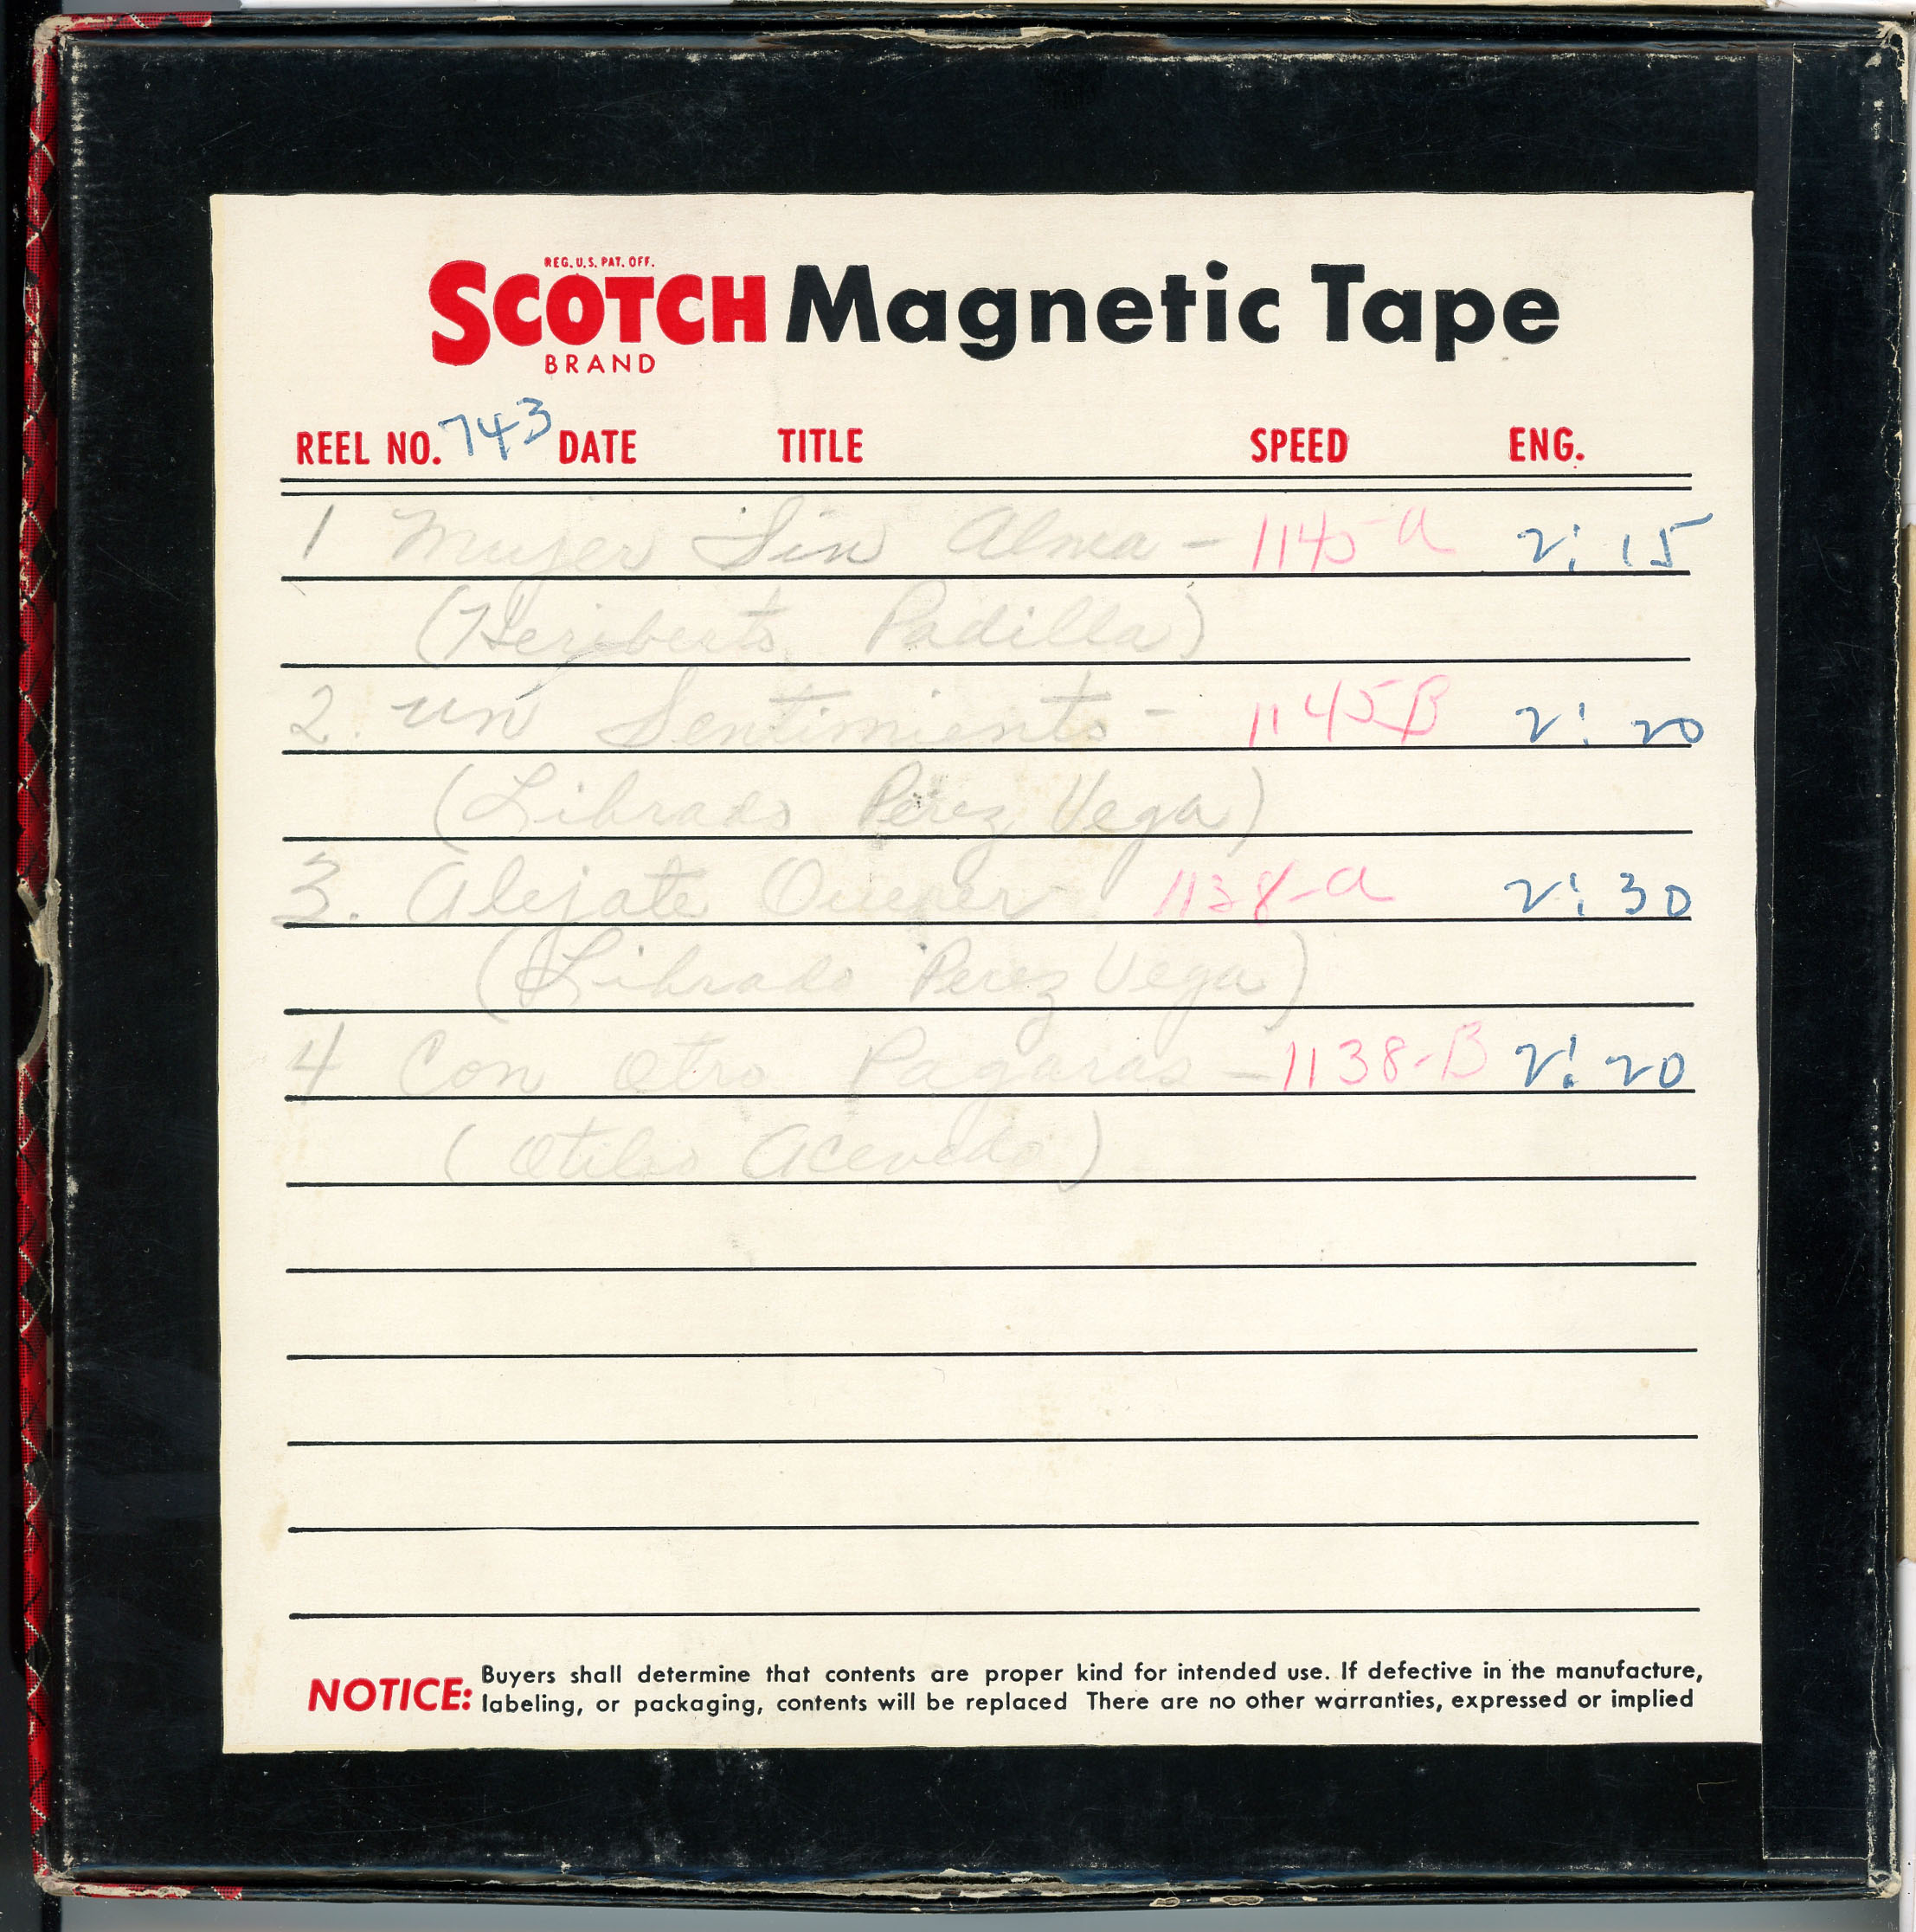 REG. U.S. PAT. OFF.
SCOTCH Magnetic Tape
BRAND
REEL NO. 743 DATE TITLE SPEED ENG.
1 Mujer Sin Alma - 1145-A 2:15
(Heriberto Padilla)
2. un Sentimiento - 1145B 2:20
(Librado Perez Vega)
3. Alejate 1138-A 2:30
(Librado Perez Vega)
4 Con Otro Pagaras - 1138-B 2:20
(Otilio Acevedo)
NOTICE: Buyers shall determine that contents are proper kind for intended use. If defective in the manufacture,
labeling, or packaging, contents will be replaced There are no other warranties, expressed or implied